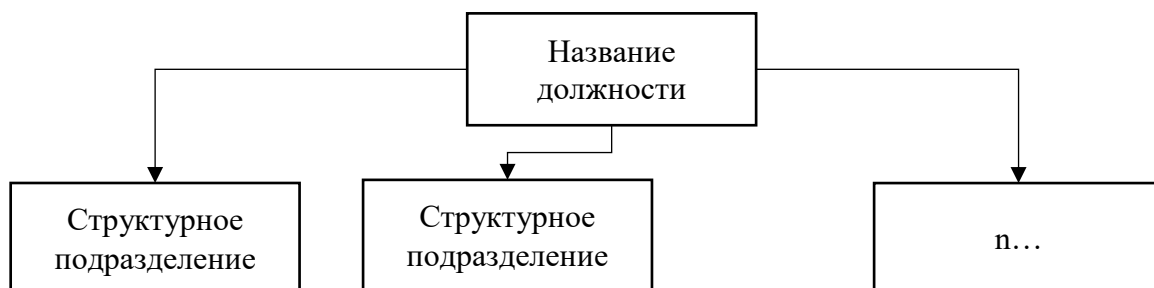 Название
должности
Структурное
подразделение
Структурное
подразделение
n…